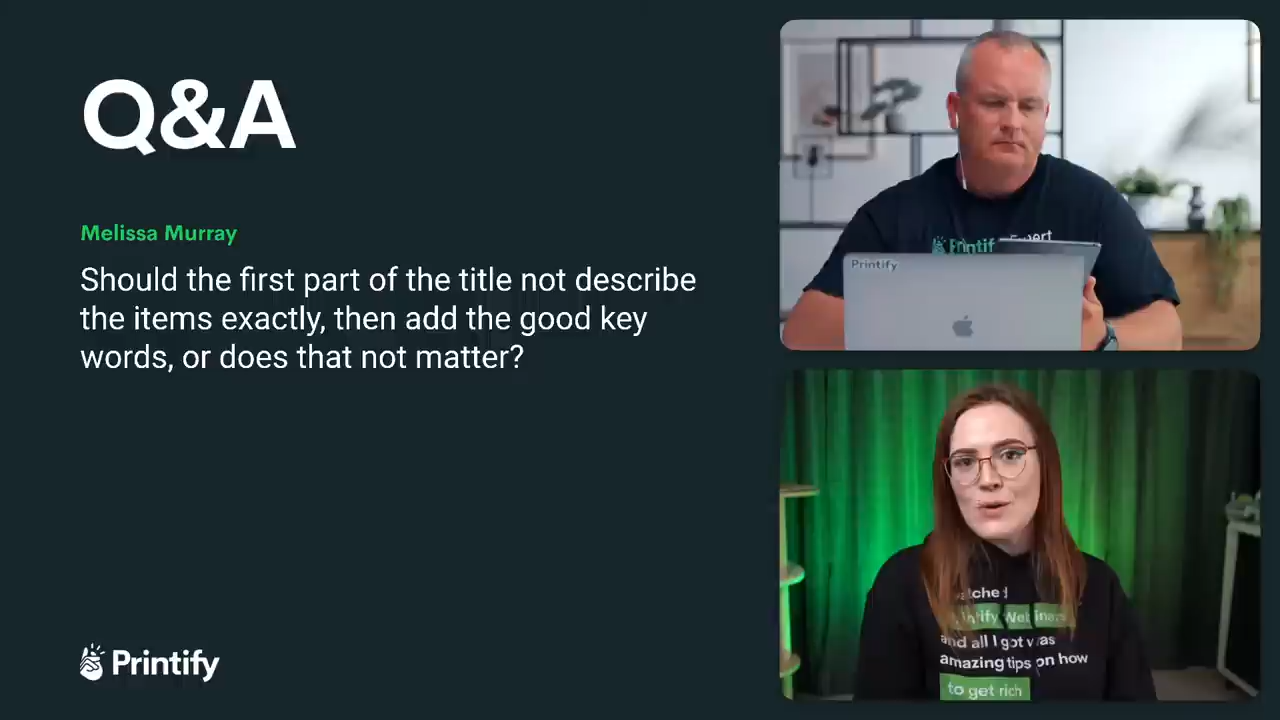 Q&A
Melissa Murray
Should the first part of the title not describe
the items exactly, then add the good key
words, or does that not matter?
Printify
Printify
Printify
and all I got was
amazing tips on how
to get rich